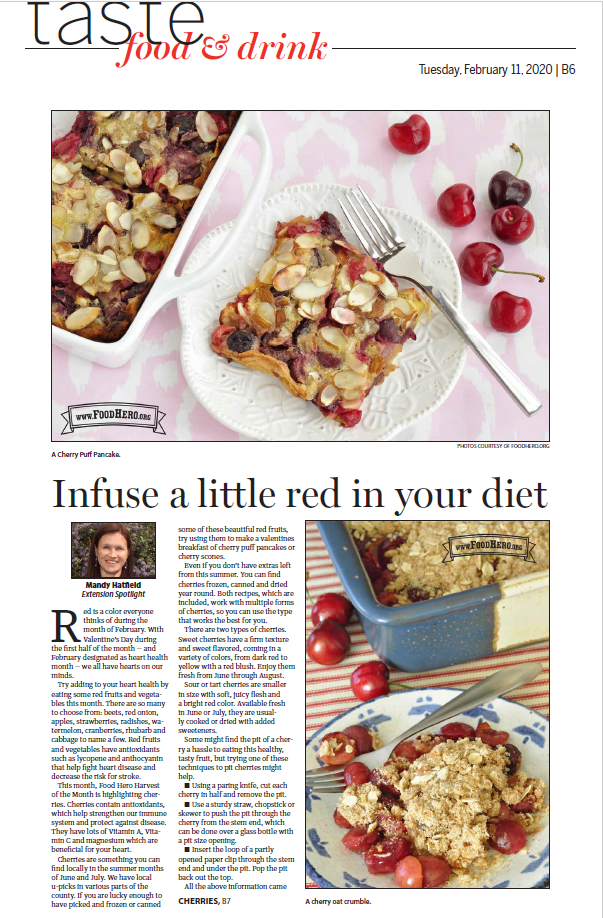 taste
food & drink
Tuesday, February 11, 2020 | B6
www.FoodHero.org
PHOTOS COURTESY OF FOODHERO.ORG
A Cherry Puff Pancake.
Infuse a little red in your diet
Mandy Hatfield
Extension Spotlight
Red is a color everyone
thinks of during the
month of February. With
Valentine's Day during
the first half of the month — and
February designated as heart health
month — we all have hearts on our
minds.
Try adding to your heart health by
eating some red fruits and vegeta-
bles this month. There are so many
to choose from: beets, red onion,
apples, strawberries, radishes, wa-
termelon, cranberries, rhubarb and
cabbage to name a few. Red fruits
and vegetables have antioxidants
such as lycopene and anthocyanin
that help fight heart disease and
decrease the risk for stroke.
This month, Food Hero Harvest
of the Month is highlighting cher-
ries. Cherries contain antioxidants,
which help strengthen our immune
system and protect against disease.
They have lots of Vitamin A, Vita-
min C and magnesium which are
beneficial for your heart.
Cherries are something you can
find locally in the summer months
of June and July. We have local
u-picks in various parts of the
county. If you are lucky enough to
have picked and frozen or canned
some of these beautiful red fruits,
try using them to make a valentines
breakfast of cherry puff pancakes or
cherry scones.
Even if you don't have extras left
from this summer. You can find
cherries frozen, canned and dried
year round. Both recipes, which are
included, work with multiple forms
of cherries, so you can use the type
that works the best for you.
There are two types of cherries.
Sweet cherries have a firm texture
and sweet flavored, coming in a
variety of colors, from dark red to
yellow with a red blush. Enjoy them
fresh from June through August.
Sour or tart cherries are smaller
in size with soft, juicy flesh and
a bright red color. Available fresh
in June or July, they are usual-
ly cooked or dried with added
sweeteners.
Some might find the pit of a cher-
ry a hassle to eating this healthy,
tasty fruit, but trying one of these
techniques to pit cherries might
help.
■ Using a paring knife, cut each
cherry in half and remove the pit.
■ Use a sturdy straw, chopstick or
skewer to push the pit through the
cherry from the stem end, which
can be done over a glass bottle with
a pit size opening.
■ Insert the loop of a partly
opened paper clip through the stem
end and under the pit. Pop the pit
back out the top.
All the above information came
CHERRIES, B7
www.FoodHero.org
A cherry oat crumble.